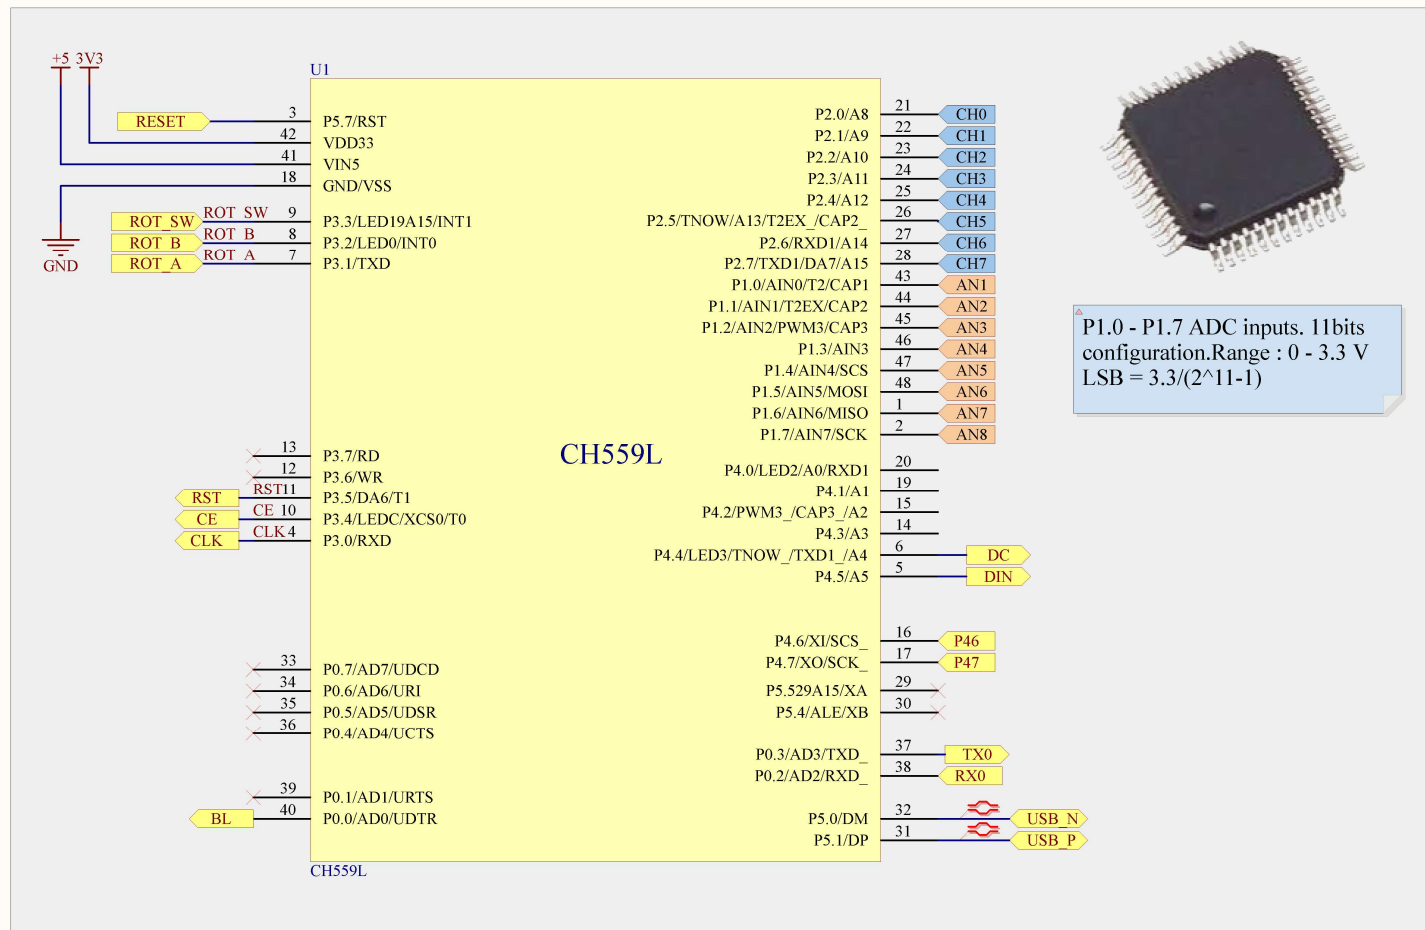 +5 3V3
U1
RESET 3 P5.7/RST
42 VDD33
41 VIN5
18 GND/VSS
GND
ROT_SW ROT_SW 9 P3.3/LED19A15/INT1
ROT_B ROT_B 8 P3.2/LED0/INT0
ROT_A ROT_A 7 P3.1/TXD
13 P3.7/RD
12 P3.6/WR
RST RST 11 P3.5/DA6/T1
CE CE 10 P3.4/LEDC/XCS0/T0
CLK CLK 4 P3.0/RXD
33 P0.7/AD7/UDCD
34 P0.6/AD6/URI
35 P0.5/AD5/UDSR
36 P0.4/AD4/UCTS
39 P0.1/AD1/URTS
BL 40 P0.0/AD0/UDTR
CH559L
CH559L
P2.0/A8 21 CH0
P2.1/A9 22 CH1
P2.2/A10 23 CH2
P2.3/A11 24 CH3
P2.4/A12 25 CH4
P2.5/TNOW/A13/T2EX_/CAP2_ 26 CH5
P2.6/RXD1/A14 27 CH6
P2.7/TXD1/DA7/A15 28 CH7
P1.0/AIN0/T2/CAP1 43 AN1
P1.1/AIN1/T2EX/CAP2 44 AN2
P1.2/AIN2/PWM3/CAP3 45 AN3
P1.3/AIN3 46 AN4
P1.4/AIN4/SCS 47 AN5
P1.5/AIN5/MOSI 48 AN6
P1.6/AIN6/MISO 1 AN7
P1.7/AIN7/SCK 2 AN8
P4.0/LED2/A0/RXD1 20
P4.1/A1 19
P4.2/PWM3_/CAP3_/A2 15
P4.3/A3 14
P4.4/LED3/TNOW_/TXD1_/A4 6 DC
P4.5/A5 5 DIN
P4.6/XI/SCS_ 16 P46
P4.7/XO/SCK_ 17 P47
P5.529A15/XA 29
P5.4/ALE/XB 30
P0.3/AD3/TXD_ 37 TX0
P0.2/AD2/RXD_ 38 RX0
P5.0/DM 32 USB_N
P5.1/DP 31 USB_P
P1.0 - P1.7 ADC inputs. 11bits
configuration.Range : 0 - 3.3 V
LSB = 3.3/(2^11-1)